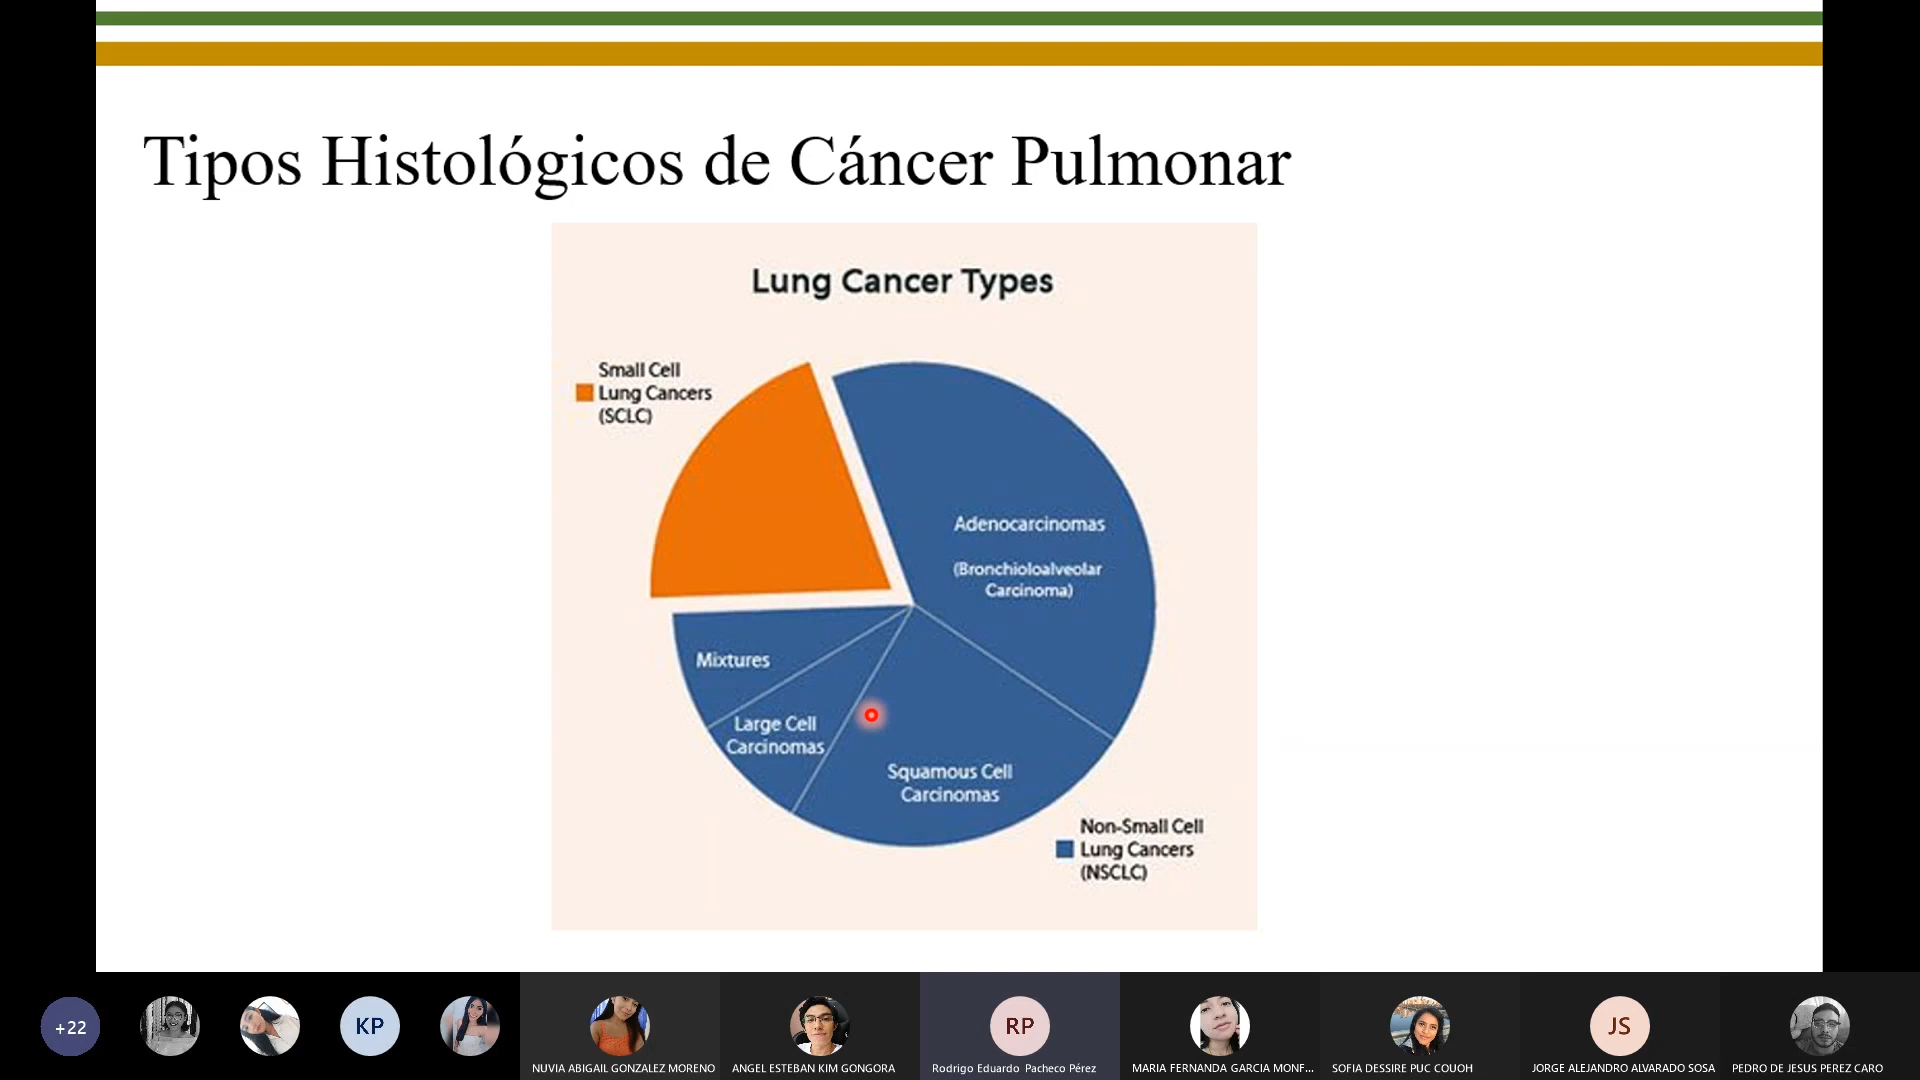 Tipos Histológicos de Cáncer Pulmonar
Lung Cancer Types
Small Cell
Lung Cancers
(SCLC)
Adenocarcinomas
(Bronchioloalveolar
Carcinoma)
Mixtures
Large Cell
Carcinomas
Squamous Cell
Carcinomas
Non-Small Cell
Lung Cancers
(NSCLC)
+22
KP
RP
JS
NUVIA ABIGAIL GONZALEZ MORENO
ANGEL ESTEBAN KIM GONGORA
Rodrigo Eduardo Pacheco Pérez
MARIA FERNANDA GARCIA MONF...
SOFIA DESSIRE PUC COUOH
JORGE ALEJANDRO ALVARADO SOSA
PEDRO DE JESUS PEREZ CARO